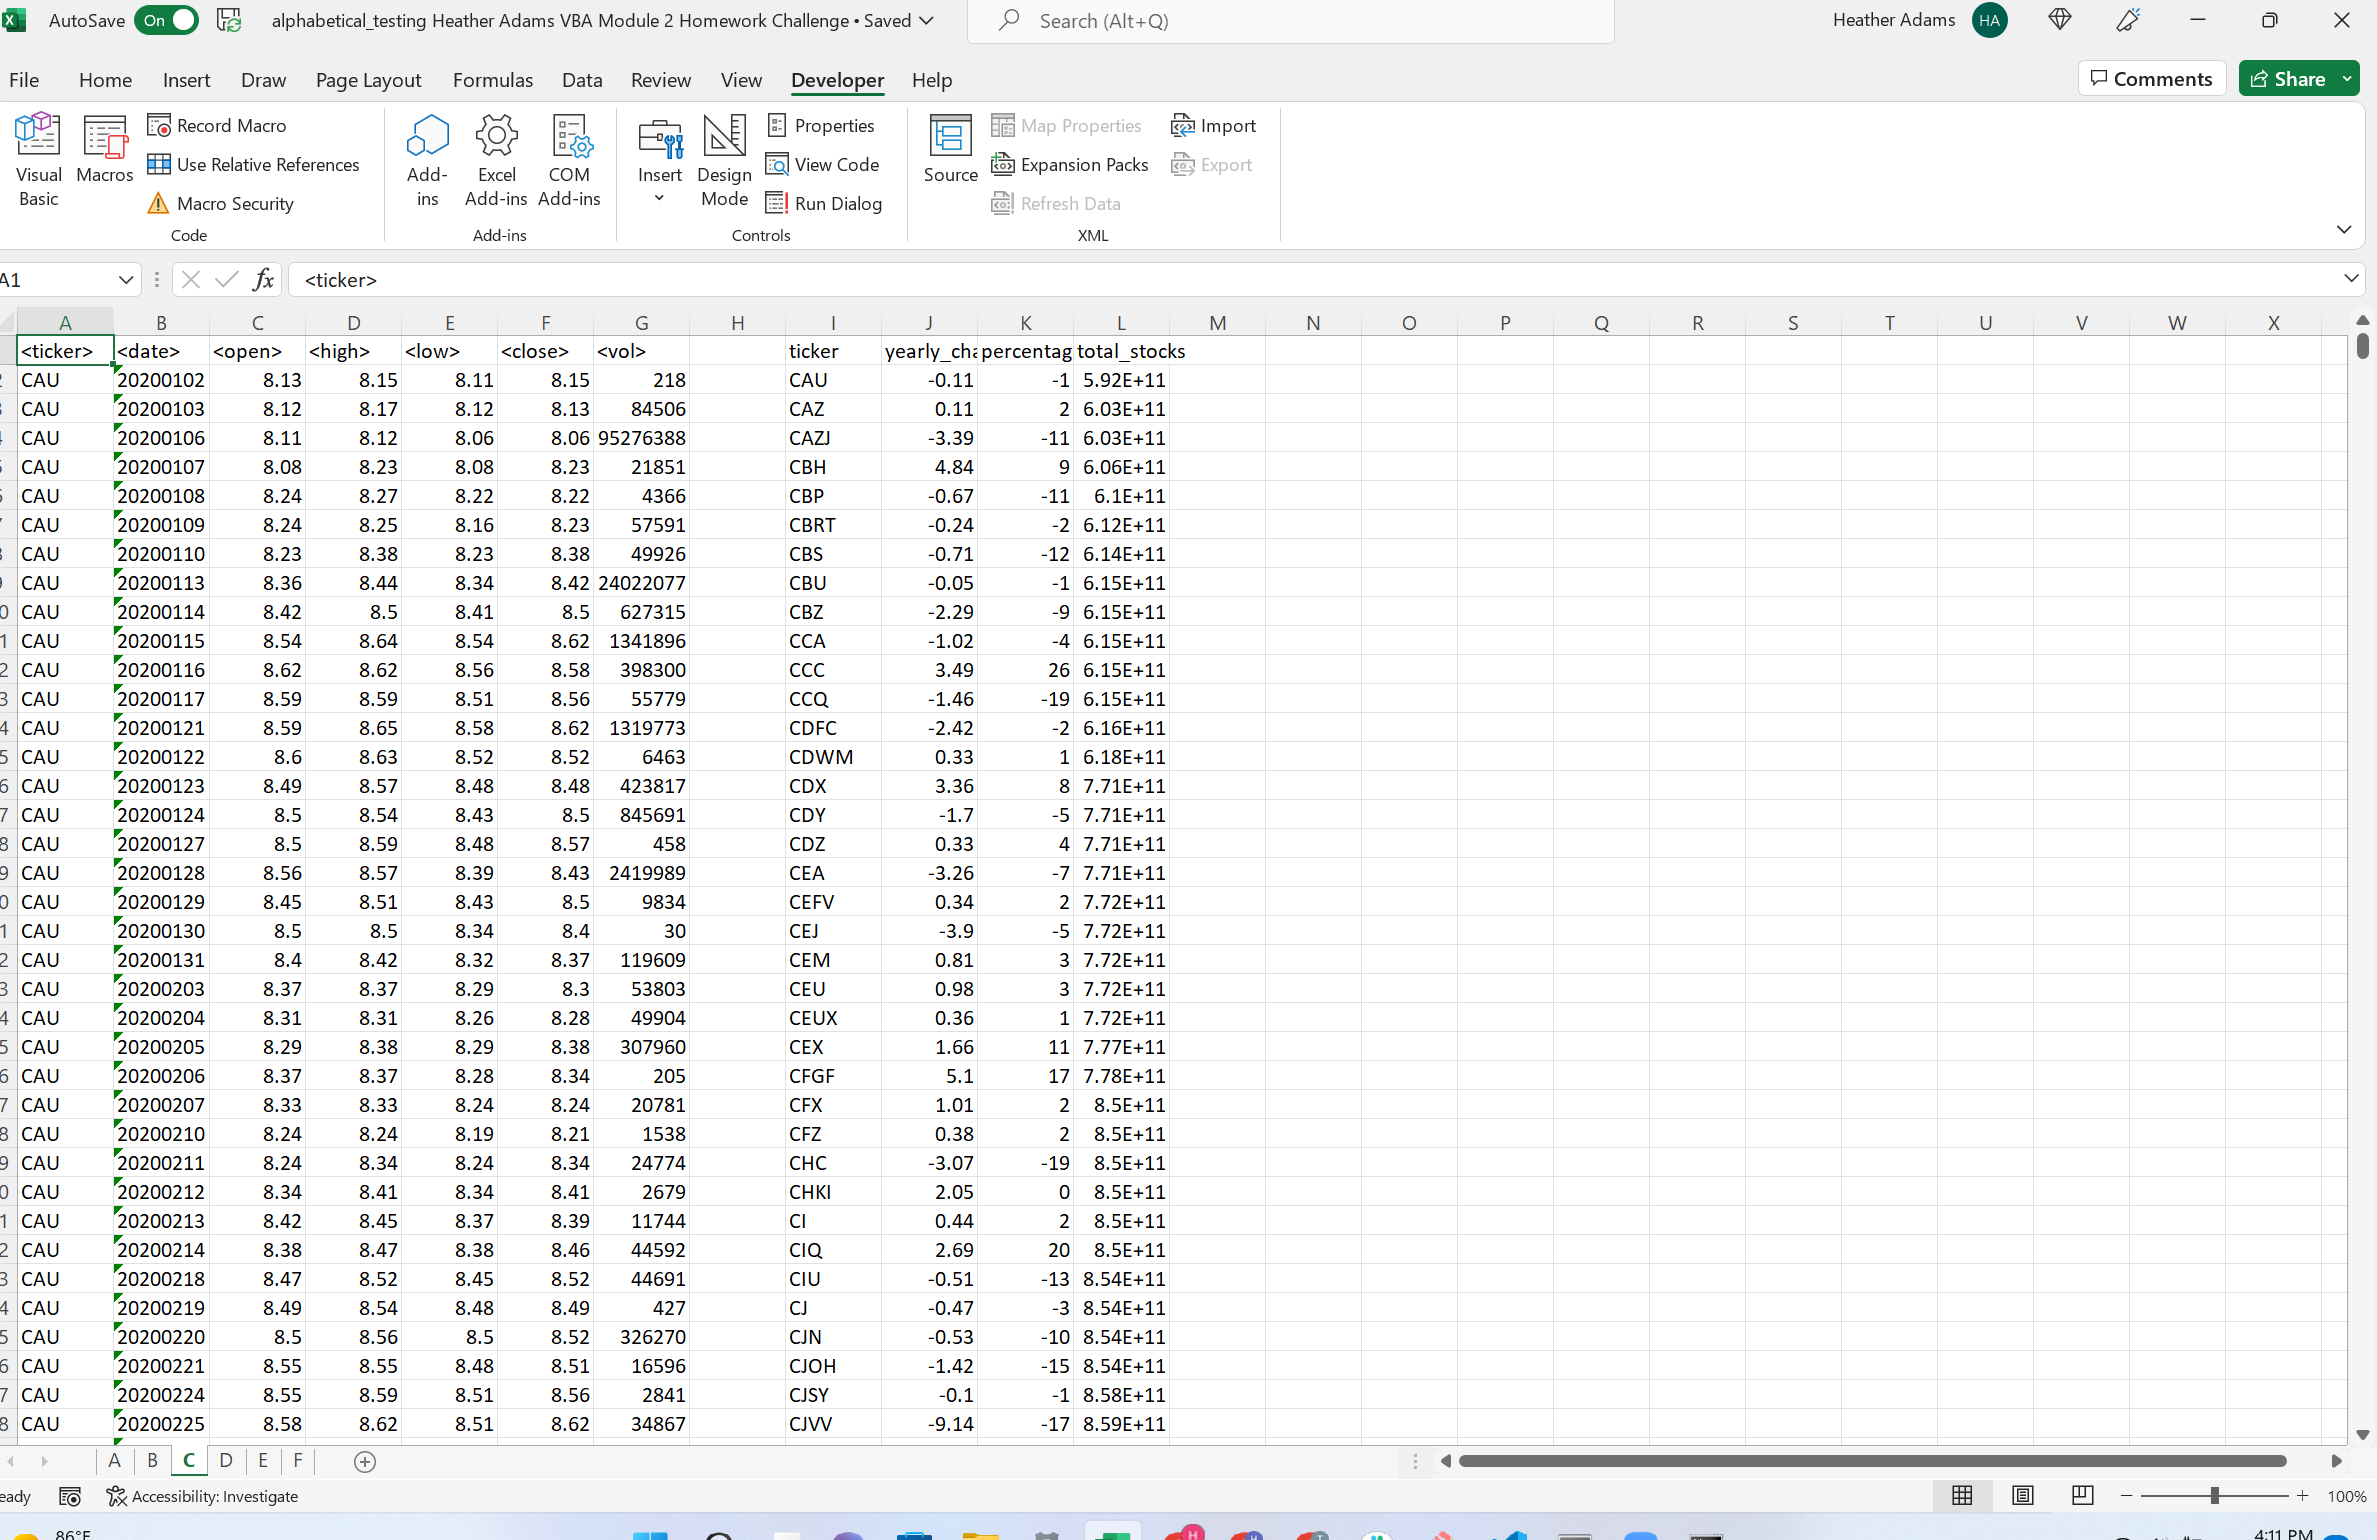 AutoSave On alphabetical_testing Heather Adams VBA Module 2 Homework Challenge • Saved Search (Alt+Q) Heather Adams HA
File Home Insert Draw Page Layout Formulas Data Review View Developer Help Comments Share
Visual Basic
Macros
Record Macro
Use Relative References
Macro Security
Code
Add-ins
Excel Add-ins
COM Add-ins
Add-ins
Insert
Design Mode
Properties
View Code
Run Dialog
Controls
Source
Map Properties
Expansion Packs
Refresh Data
Import
Export
XML
A1 fx <ticker>
A B C D E F G H I J K L M N O P Q R S T U V W X
<ticker> <date> <open> <high> <low> <close> <vol> ticker yearly_cha percentag total_stocks
2 CAU 20200102 8.13 8.15 8.11 8.15 218 CAU -0.11 -1 5.92E+11
3 CAU 20200103 8.12 8.17 8.12 8.13 84506 CAZ 0.11 2 6.03E+11
4 CAU 20200106 8.11 8.12 8.06 8.06 95276388 CAZJ -3.39 -11 6.03E+11
5 CAU 20200107 8.08 8.23 8.08 8.23 21851 CBH 4.84 9 6.06E+11
6 CAU 20200108 8.24 8.27 8.22 8.22 4366 CBP -0.67 -11 6.1E+11
7 CAU 20200109 8.24 8.25 8.16 8.23 57591 CBRT -0.24 -2 6.12E+11
8 CAU 20200110 8.23 8.38 8.23 8.38 49926 CBS -0.71 -12 6.14E+11
9 CAU 20200113 8.36 8.44 8.34 8.42 24022077 CBU -0.05 -1 6.15E+11
0 CAU 20200114 8.42 8.5 8.41 8.5 627315 CBZ -2.29 -9 6.15E+11
1 CAU 20200115 8.54 8.64 8.54 8.62 1341896 CCA -1.02 -4 6.15E+11
2 CAU 20200116 8.62 8.62 8.56 8.58 398300 CCC 3.49 26 6.15E+11
3 CAU 20200117 8.59 8.59 8.51 8.56 55779 CCQ -1.46 -19 6.15E+11
4 CAU 20200121 8.59 8.65 8.58 8.62 1319773 CDFC -2.42 -2 6.16E+11
5 CAU 20200122 8.6 8.63 8.52 8.52 6463 CDWM 0.33 1 6.18E+11
6 CAU 20200123 8.49 8.57 8.48 8.48 423817 CDX 3.36 8 7.71E+11
7 CAU 20200124 8.5 8.54 8.43 8.5 845691 CDY -1.7 -5 7.71E+11
8 CAU 20200127 8.5 8.59 8.48 8.57 458 CDZ 0.33 4 7.71E+11
9 CAU 20200128 8.56 8.57 8.39 8.43 2419989 CEA -3.26 -7 7.71E+11
0 CAU 20200129 8.45 8.51 8.43 8.5 9834 CEFV 0.34 2 7.72E+11
1 CAU 20200130 8.5 8.5 8.34 8.4 30 CEJ -3.9 -5 7.72E+11
2 CAU 20200131 8.4 8.42 8.32 8.37 119609 CEM 0.81 3 7.72E+11
3 CAU 20200203 8.37 8.37 8.29 8.3 53803 CEU 0.98 3 7.72E+11
4 CAU 20200204 8.31 8.31 8.26 8.28 49904 CEUX 0.36 1 7.72E+11
5 CAU 20200205 8.29 8.38 8.29 8.38 307960 CEX 1.66 11 7.77E+11
6 CAU 20200206 8.37 8.37 8.28 8.34 205 CFGF 5.1 17 7.78E+11
7 CAU 20200207 8.33 8.33 8.24 8.24 20781 CFX 1.01 2 8.5E+11
8 CAU 20200210 8.24 8.24 8.19 8.21 1538 CFZ 0.38 2 8.5E+11
9 CAU 20200211 8.24 8.34 8.24 8.34 24774 CHC -3.07 -19 8.5E+11
0 CAU 20200212 8.34 8.41 8.34 8.41 2679 CHKI 2.05 0 8.5E+11
1 CAU 20200213 8.42 8.45 8.37 8.39 11744 CI 0.44 2 8.5E+11
2 CAU 20200214 8.38 8.47 8.38 8.46 44592 CIQ 2.69 20 8.5E+11
3 CAU 20200218 8.47 8.52 8.45 8.52 44691 CIU -0.51 -13 8.54E+11
4 CAU 20200219 8.49 8.54 8.48 8.49 427 CJ -0.47 -3 8.54E+11
5 CAU 20200220 8.5 8.56 8.5 8.52 326270 CJN -0.53 -10 8.54E+11
6 CAU 20200221 8.55 8.55 8.48 8.51 16596 CJOH -1.42 -15 8.54E+11
7 CAU 20200224 8.55 8.59 8.51 8.56 2841 CJSY -0.1 -1 8.58E+11
8 CAU 20200225 8.58 8.62 8.51 8.62 34867 CJVV -9.14 -17 8.59E+11
A B C D E F
eady Accessibility: Investigate 100%
86°F 4:11 PM